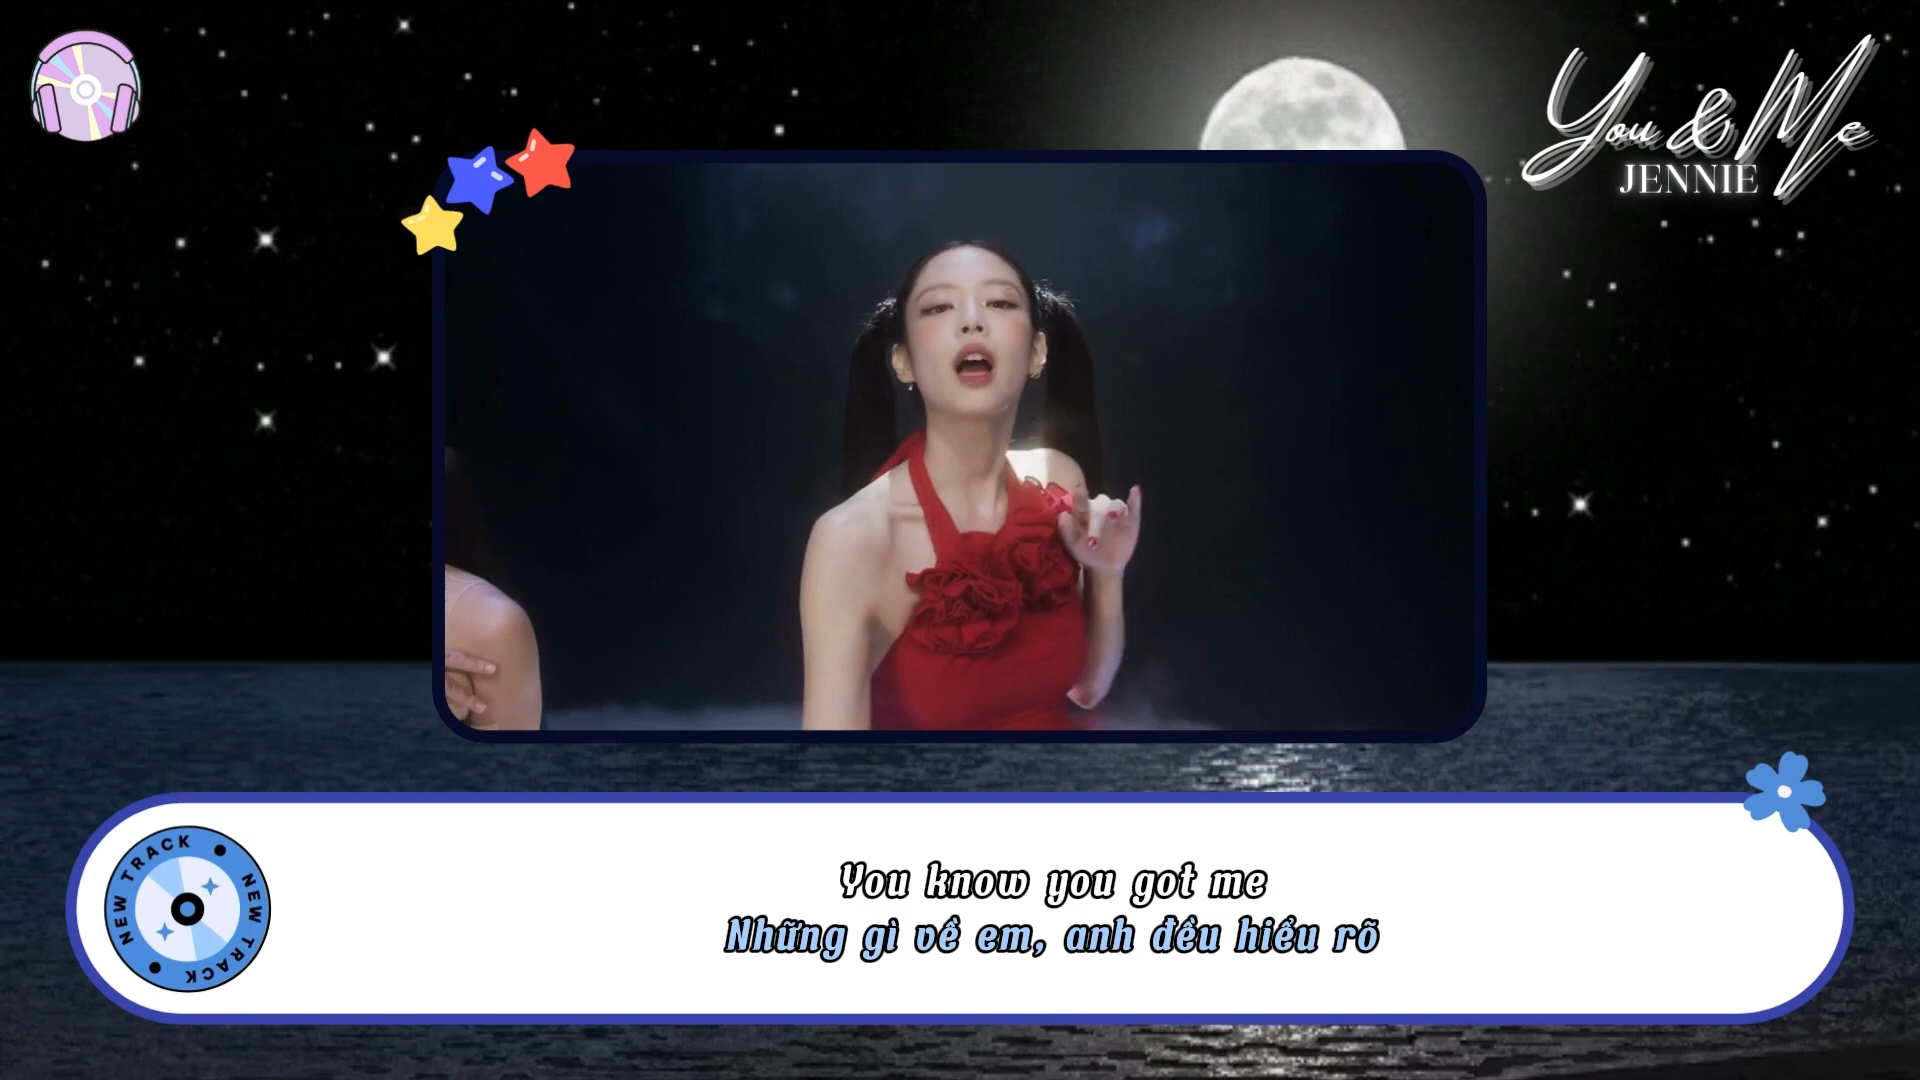 You & Me
JENNIE
NEW TRACK
NEW TRACK
You know you got me
Những gì về em, anh đều hiểu rõ